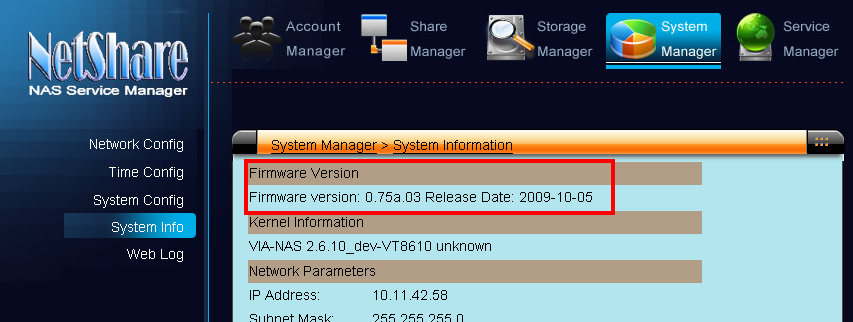 NetShare
NAS Service Manager
Account Manager
Share Manager
Storage Manager
System Manager
Service Manager
Network Config
Time Config
System Config
System Info
Web Log
System Manager > System Information
Firmware Version
Firmware version: 0.75a.03 Release Date: 2009-10-05
Kernel Information
VIA-NAS 2.6.10_dev-VT8610 unknown
Network Parameters
IP Address: 10.11.42.58
Subnet Mask: 255.255.255.0